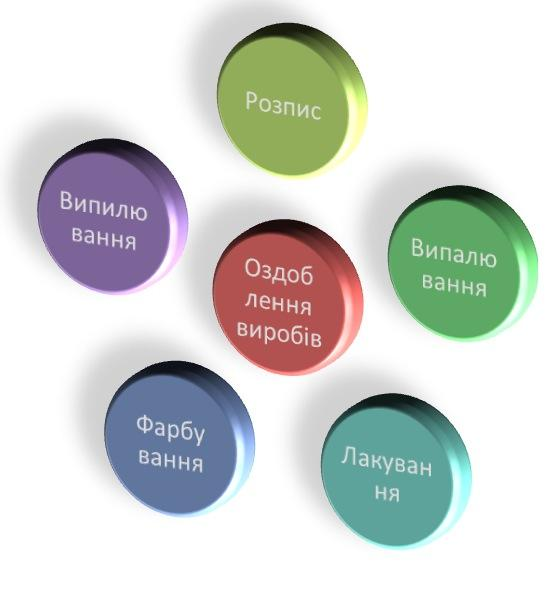 Розпис
Випилю
вання
Випалю
вання
Оздоб
лення
виробів
Фарбу
вання
Лакуван
ня